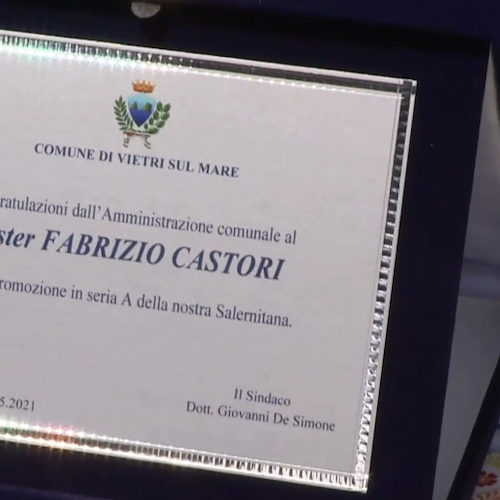 COMUNE DI VIETRI SUL MARE
ratulazioni dall'Amministrazione comunale al
ster FABRIZIO CASTORI
romozione in seria A della nostra Salernitana.
5.2021
Il Sindaco
Dott. Giovanni De Simone